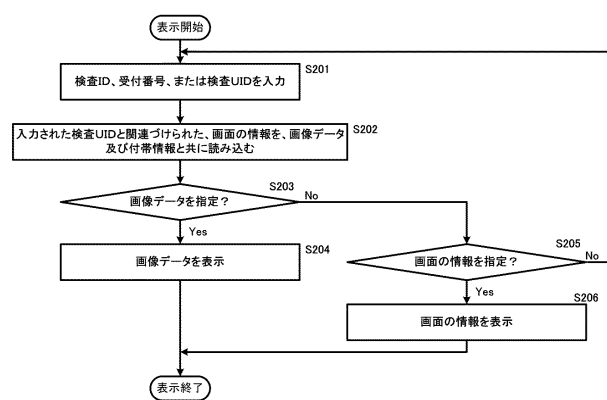 表示開始
S201
検査ID、受付番号、または検査UIDを入力
S202
入力された検査UIDと関連づけられた、画面の情報を、画像データ
及び付帯情報と共に読み込む
S203
画像データを指定？
No
Yes
S204
画像データを表示
S205
画面の情報を指定？
No
Yes
S206
画面の情報を表示
表示終了